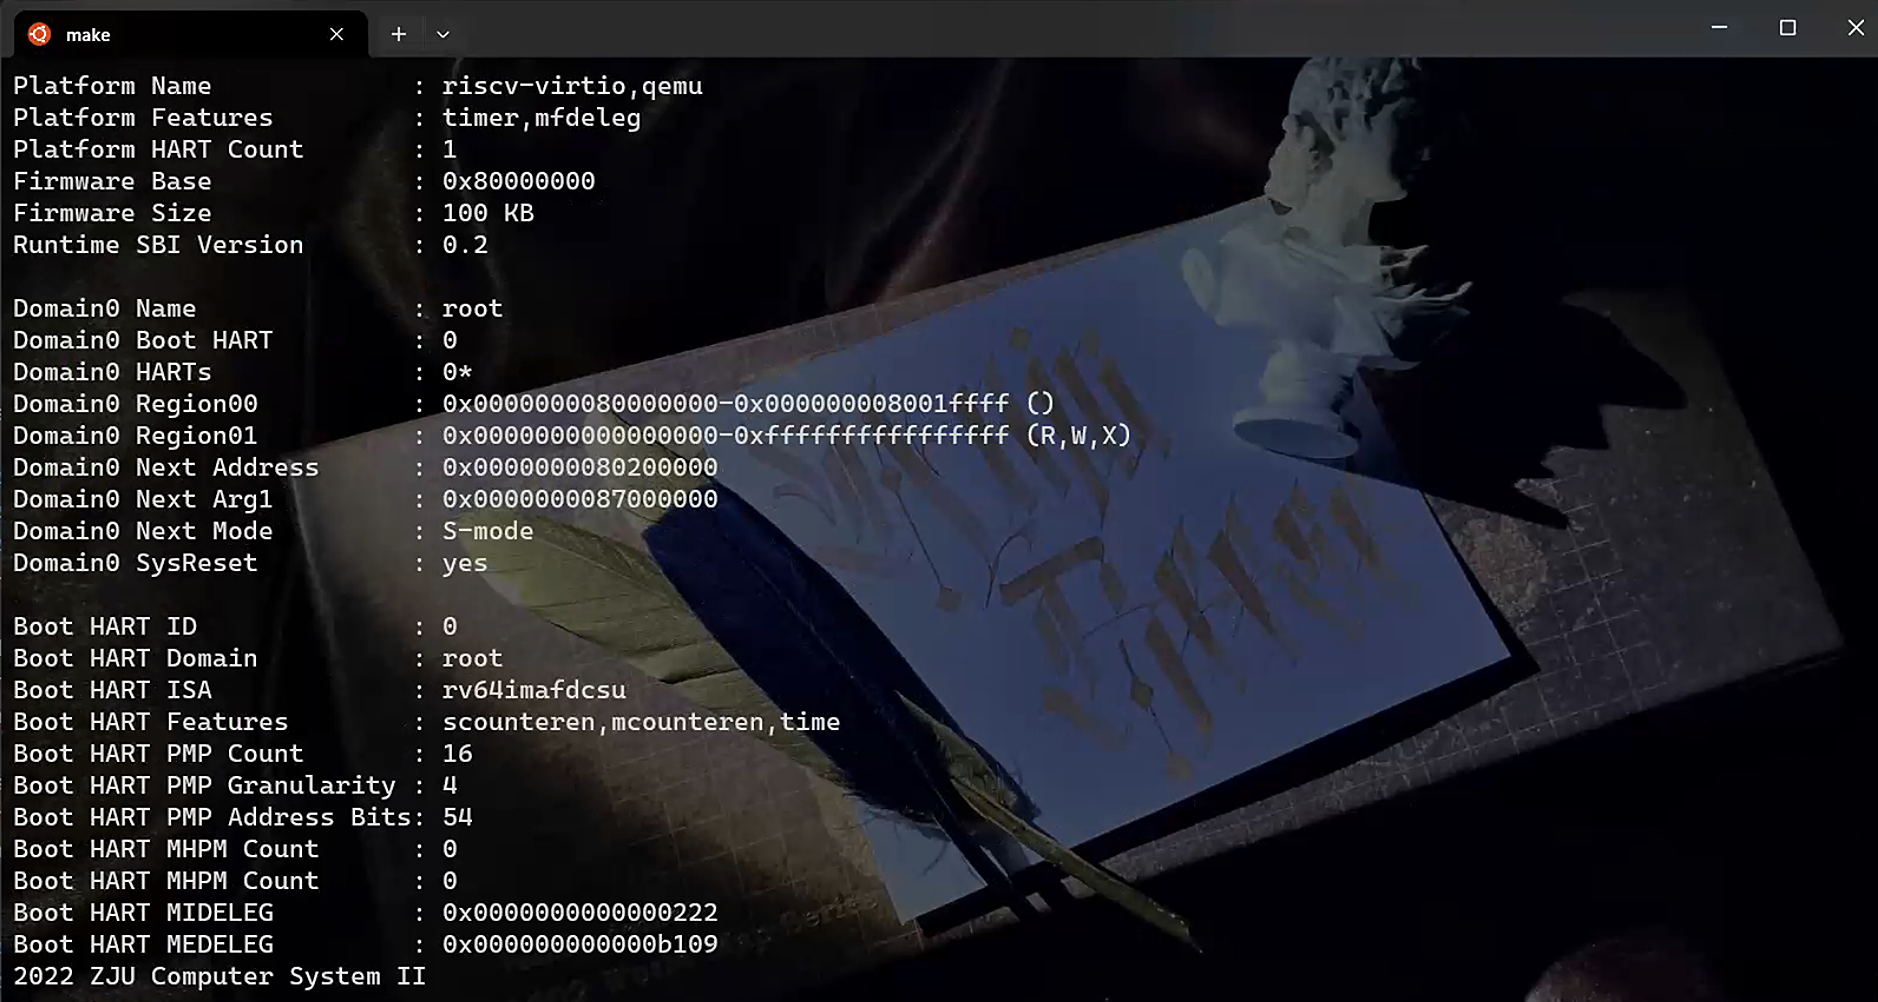 make
Platform Name : riscv-virtio,qemu
Platform Features : timer,mfdeleg
Platform HART Count : 1
Firmware Base : 0x80000000
Firmware Size : 100 KB
Runtime SBI Version : 0.2
Domain0 Name : root
Domain0 Boot HART : 0
Domain0 HARTs : 0*
Domain0 Region00 : 0x0000000080000000-0x000000008001ffff ()
Domain0 Region01 : 0x0000000000000000-0xffffffffffffffff (R,W,X)
Domain0 Next Address : 0x0000000080200000
Domain0 Next Arg1 : 0x0000000087000000
Domain0 Next Mode : S-mode
Domain0 SysReset : yes
Boot HART ID : 0
Boot HART Domain : root
Boot HART ISA : rv64imafdcsu
Boot HART Features : scounteren,mcounteren,time
Boot HART PMP Count : 16
Boot HART PMP Granularity : 4
Boot HART PMP Address Bits: 54
Boot HART MHPM Count : 0
Boot HART MHPM Count : 0
Boot HART MIDELEG : 0x0000000000000222
Boot HART MEDELEG : 0x000000000000b109
2022 ZJU Computer System II